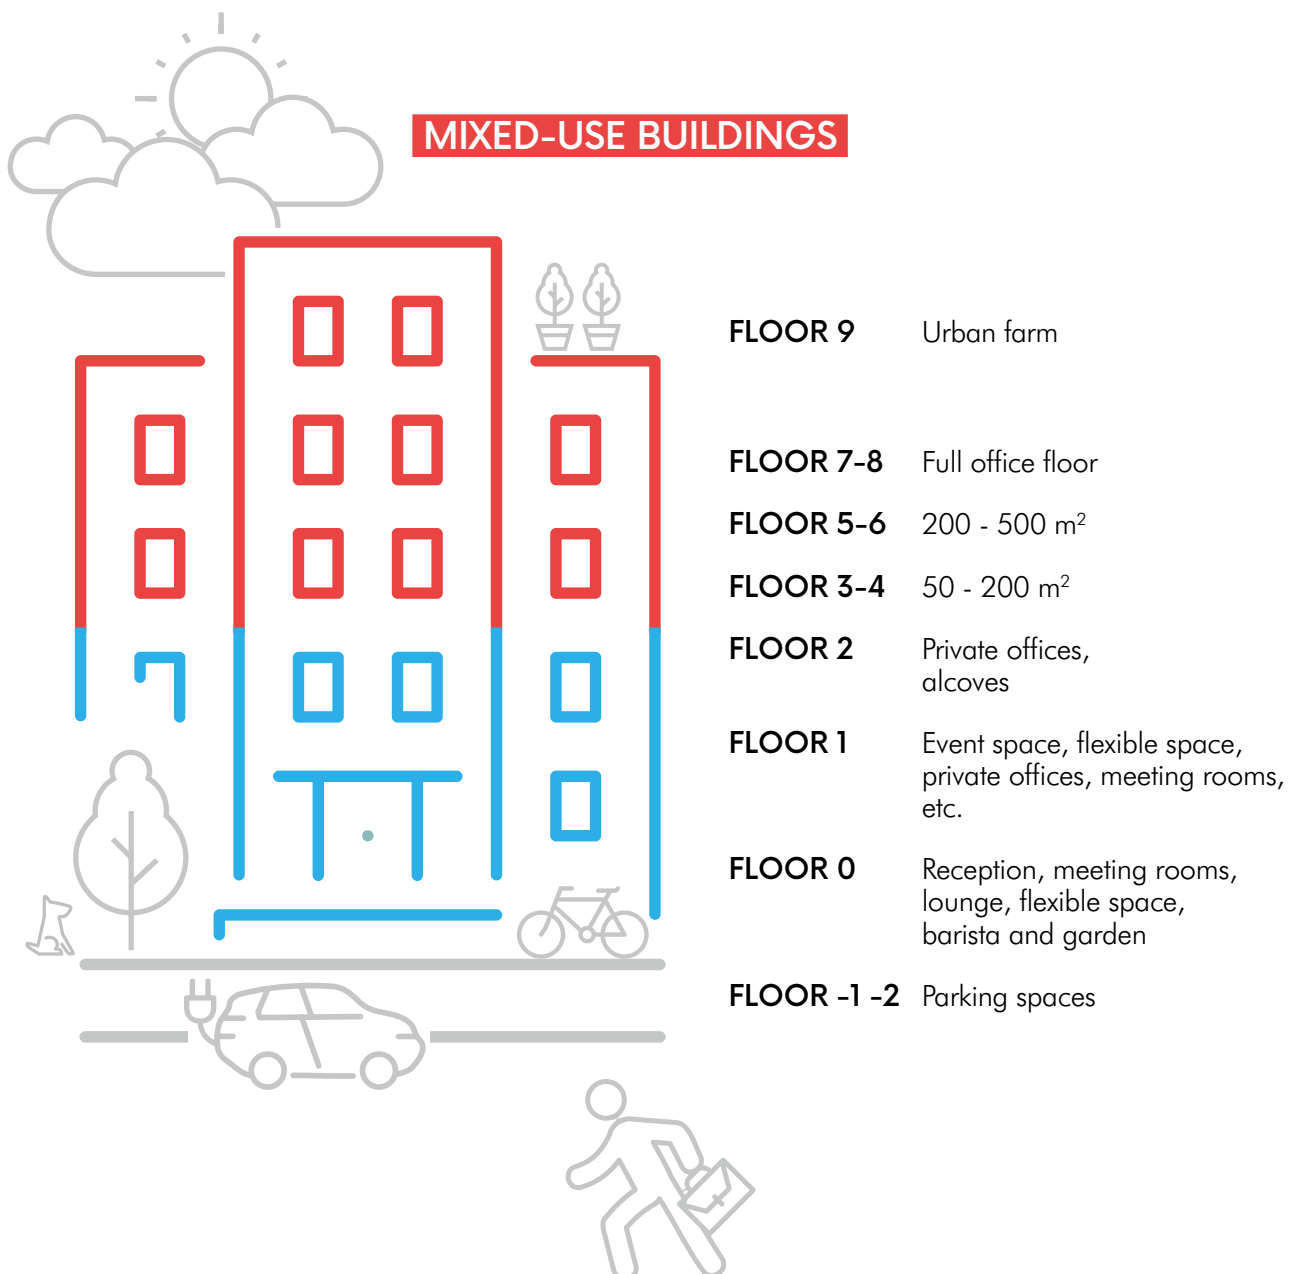 MIXED-USE BUILDINGS
FLOOR 9 Urban farm
FLOOR 7-8 Full office floor
FLOOR 5-6 200 - 500 m²
FLOOR 3-4 50 - 200 m²
FLOOR 2 Private offices,
alcoves
FLOOR 1 Event space, flexible space,
private offices, meeting rooms,
etc.
FLOOR 0 Reception, meeting rooms,
lounge, flexible space,
barista and garden
FLOOR -1 -2 Parking spaces